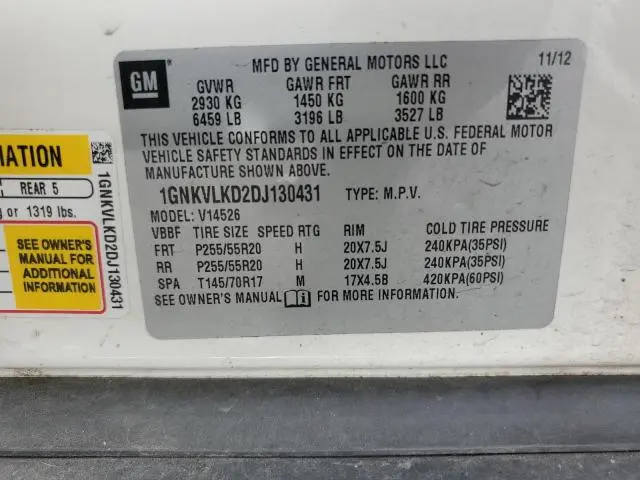 GM
MFD BY GENERAL MOTORS LLC 11/12
GVWR GAWR FRT GAWR RR
2930 KG 1450 KG 1600 KG
6459 LB 3196 LB 3527 LB
THIS VEHICLE CONFORMS TO ALL APPLICABLE U.S. FEDERAL MOTOR
VEHICLE SAFETY STANDARDS IN EFFECT ON THE DATE OF
MANUFACTURE SHOWN ABOVE.
1GNKVLKD2DJ130431 TYPE: M.P.V.
MODEL: V14526
VBBF TIRE SIZE SPEED RTG RIM COLD TIRE PRESSURE
FRT P255/55R20 H 20X7.5J 240KPA(35PSI)
RR P255/55R20 H 20X7.5J 240KPA(35PSI)
SPA T145/70R17 M 17X4.5B 420KPA(60PSI)
SEE OWNER'S MANUAL FOR MORE INFORMATION.
REAR 5
or 1319 lbs.
SEE OWNER'S
MANUAL FOR
ADDITIONAL
INFORMATION
1GNKVLKD2DJ130431